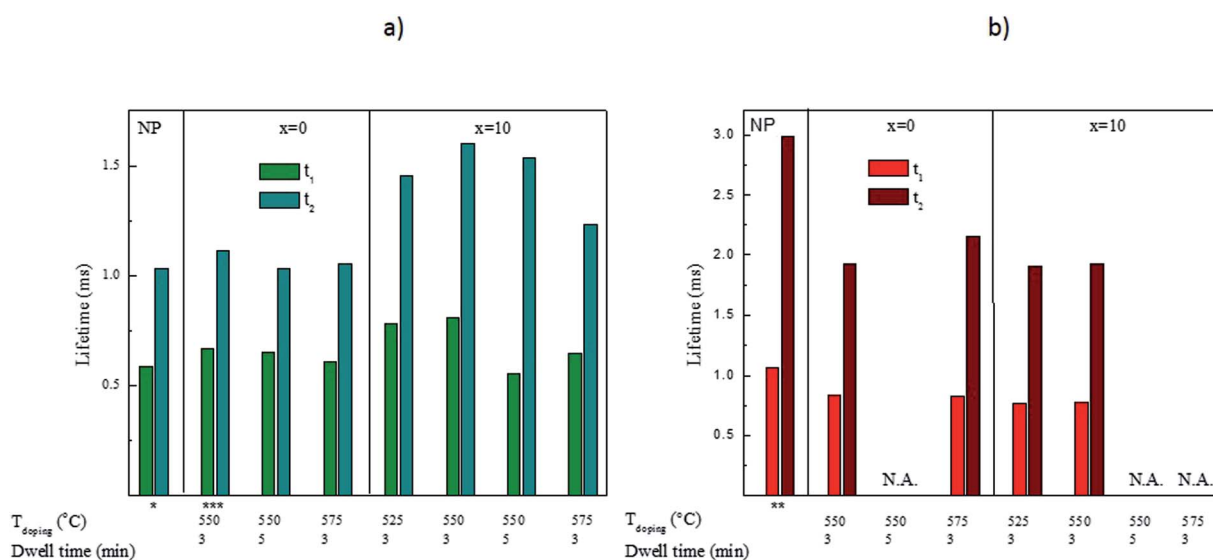 a)
b)
NP x=0 x=10
NP x=0 x=10
t1
t2
t1
t2
1.5
1.0
0.5
Lifetime (ms)
3.0
2.5
2.0
1.5
1.0
0.5
Lifetime (ms)
N.A. N.A. N.A.
* ***
**
Tdoping (°C) 550 550 575 525 550 550 575
Dwell time (min) 3 5 3 3 3 5 3
Tdoping (°C) 550 550 575 525 550 550 575
Dwell time (min) 3 5 3 3 3 5 3